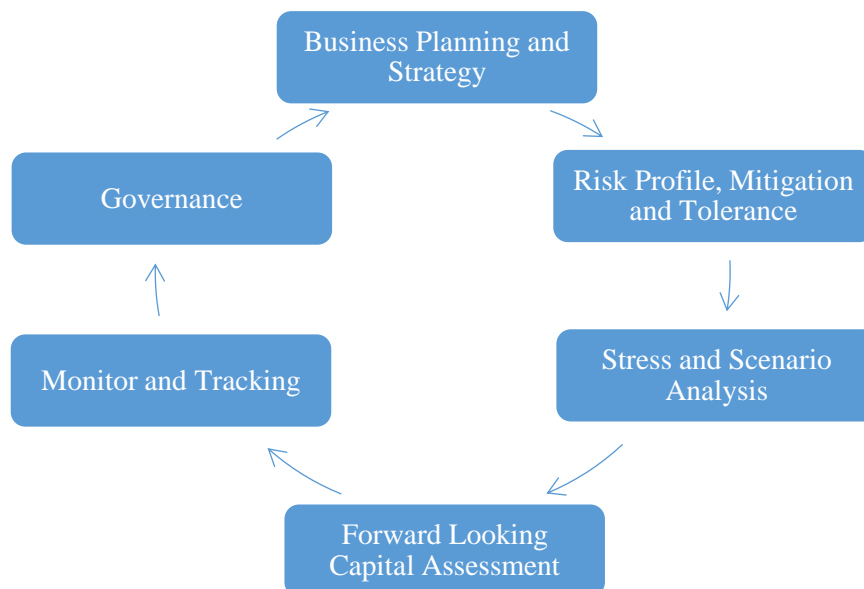 Business Planning and
Strategy
Risk Profile, Mitigation
and Tolerance
Stress and Scenario
Analysis
Forward Looking
Capital Assessment
Monitor and Tracking
Governance